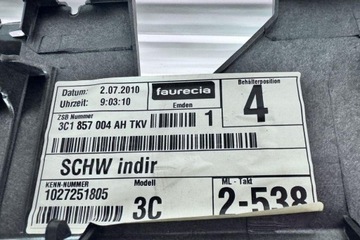 Datum: 2.07.2010
Uhrzeit: 9:03:10
faurecia
Emden
Behälterposition
4
ZSB Nummer
3C1 857 004 AH TKV
1
SCHW indir
KENN-NUMMER
1027251805
Modell
3C
ML - Takt
2-538